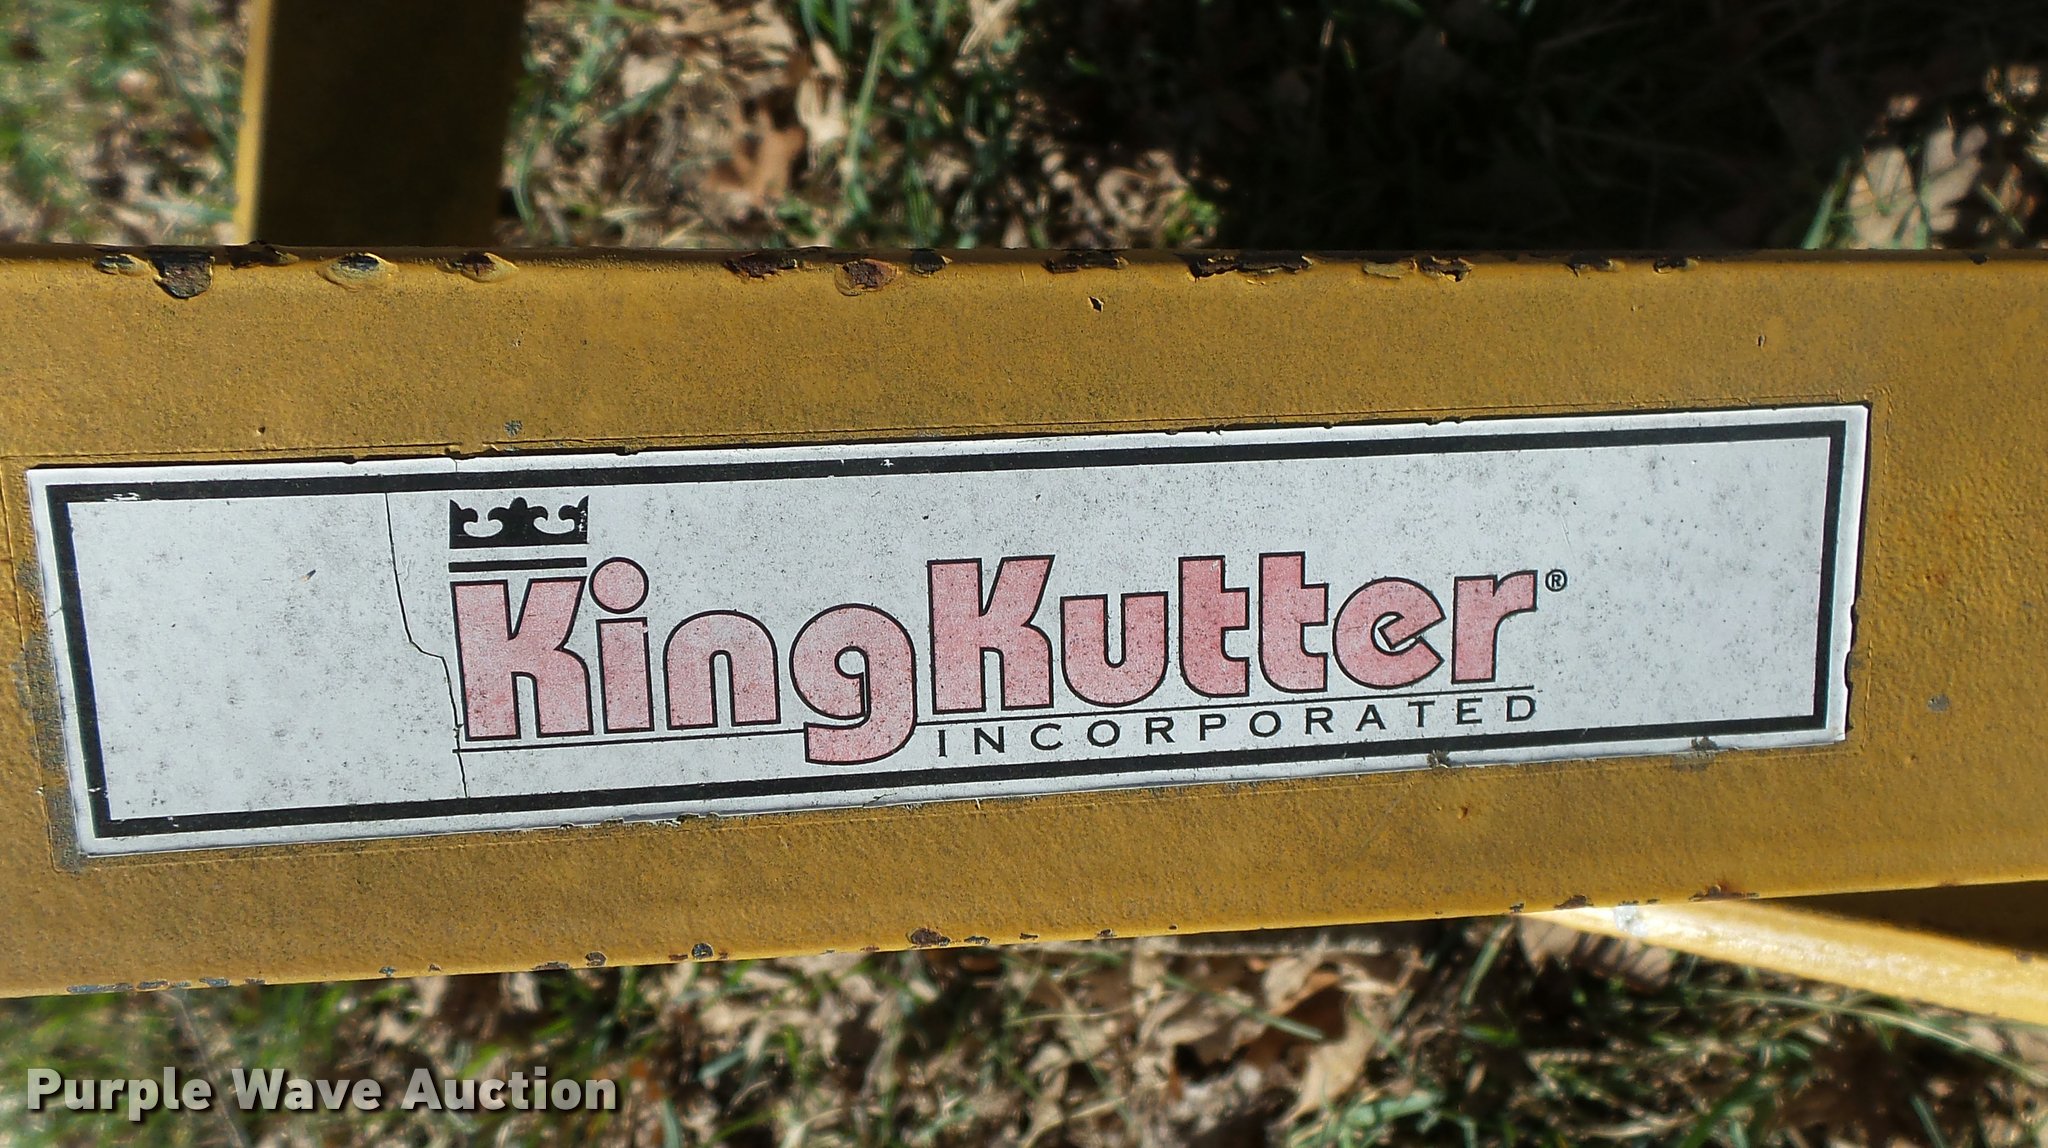 KingKutter®
INCORPORATED
Purple Wave Auction